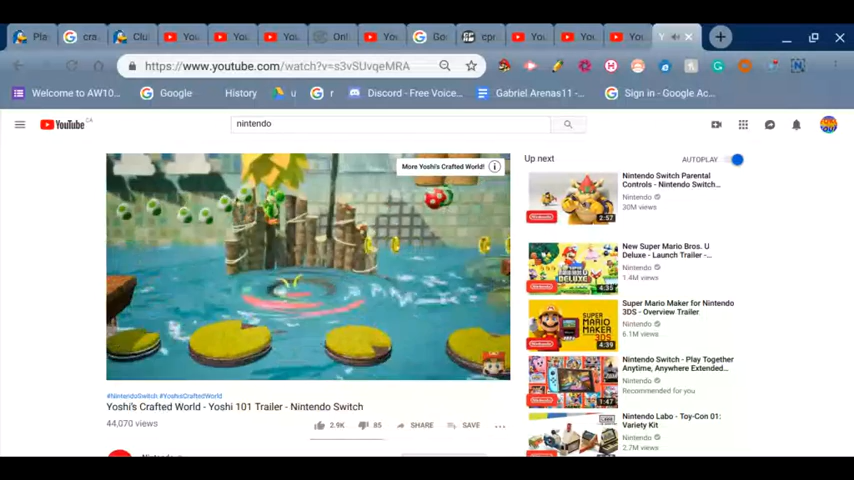 Pla
cra
Clu
You
You
You
Onl
You
Goo
cpr
You
You
You
Y
https://www.youtube.com/watch?v=s3vSUvqeMRA
Welcome to AW10...
Google
History
u
r
Discord - Free Voice...
Gabriel Arenas11 -...
Sign in - Google Ac...
YouTube CA
nintendo
More Yoshi's Crafted World!
Up next
AUTOPLAY
Nintendo Switch Parental
Controls - Nintendo Switch...
Nintendo
30M views
2:57
New Super Mario Bros. U
Deluxe - Launch Trailer -...
Nintendo
1.4M views
4:35
Super Mario Maker for Nintendo
3DS - Overview Trailer
Nintendo
6.1M views
SUPER
MARIO
MAKER
4:39
Nintendo Switch - Play Together
Anytime, Anywhere Extended...
Nintendo
Recommended for you
1:47
Nintendo Labo - Toy-Con 01:
Variety Kit
Nintendo
2.7M views
#NintendoSwitch #YoshisCraftedWorld
Yoshi's Crafted World - Yoshi 101 Trailer - Nintendo Switch
44,070 views
2.9K
85
SHARE
SAVE